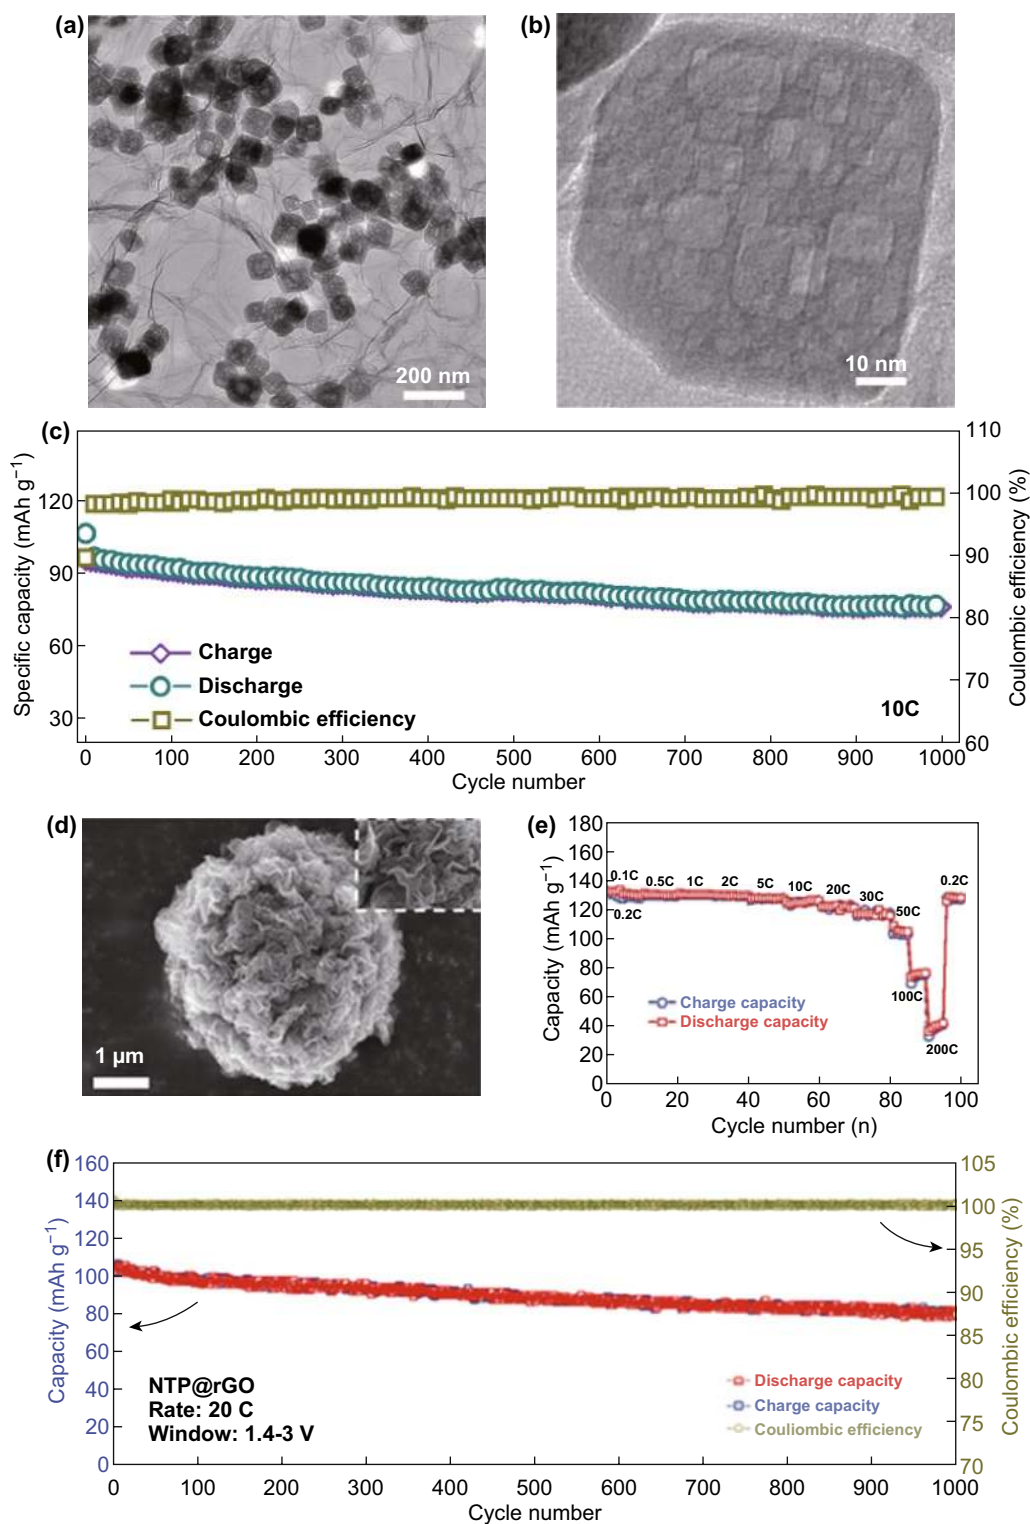 (a)
200 nm
(b)
10 nm
(c)
Specific capacity (mAh g⁻¹)
120
90
60
30
110
100
90
80
70
60
Coulombic efficiency (%)
Charge
Discharge
Coulombic efficiency
10C
0 100 200 300 400 500 600 700 800 900 1000
Cycle number
(d)
1 µm
(e)
Capacity (mAh g⁻¹)
180
160
140
120
100
80
60
40
20
0
0.1C
0.2C
0.5C
1C
2C
5C
10C
20C
30C
50C
100C
200C
0.2C
Charge capacity
Discharge capacity
0 20 40 60 80 100
Cycle number (n)
(f)
Capacity (mAh g⁻¹)
160
140
120
100
80
60
40
20
0
105
100
95
90
85
80
75
70
Coulombic efficiency (%)
NTP@rGO
Rate: 20 C
Window: 1.4-3 V
Discharge capacity
Charge capacity
Couliombic efficiency
0 100 200 300 400 500 600 700 800 900 1000
Cycle number